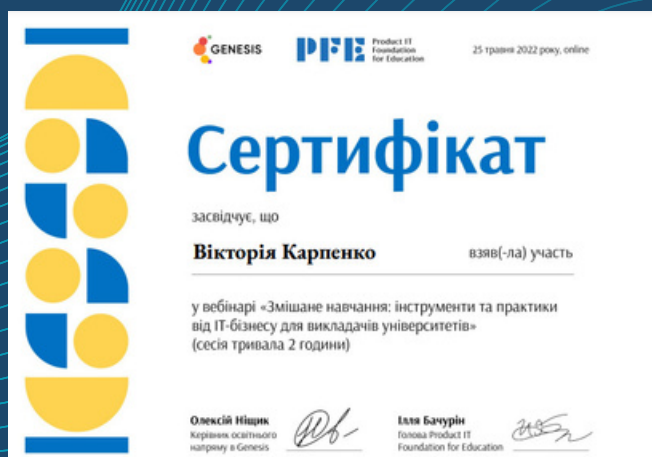 GENESIS
PFE Product IT
Foundation
for Education
25 травня 2022 року, online
Сертифікат
засвідчує, що
Вікторія Карпенко взяв(-ла) участь
у вебінарі «Змішане навчання: інструменти та практики
від ІТ-бізнесу для викладачів університетів»
(сесія тривала 2 години)
Олексій Ніщик
Керівник освітнього
напряму в Genesis
Ілля Бачурін
Голова Product IT
Foundation for Education